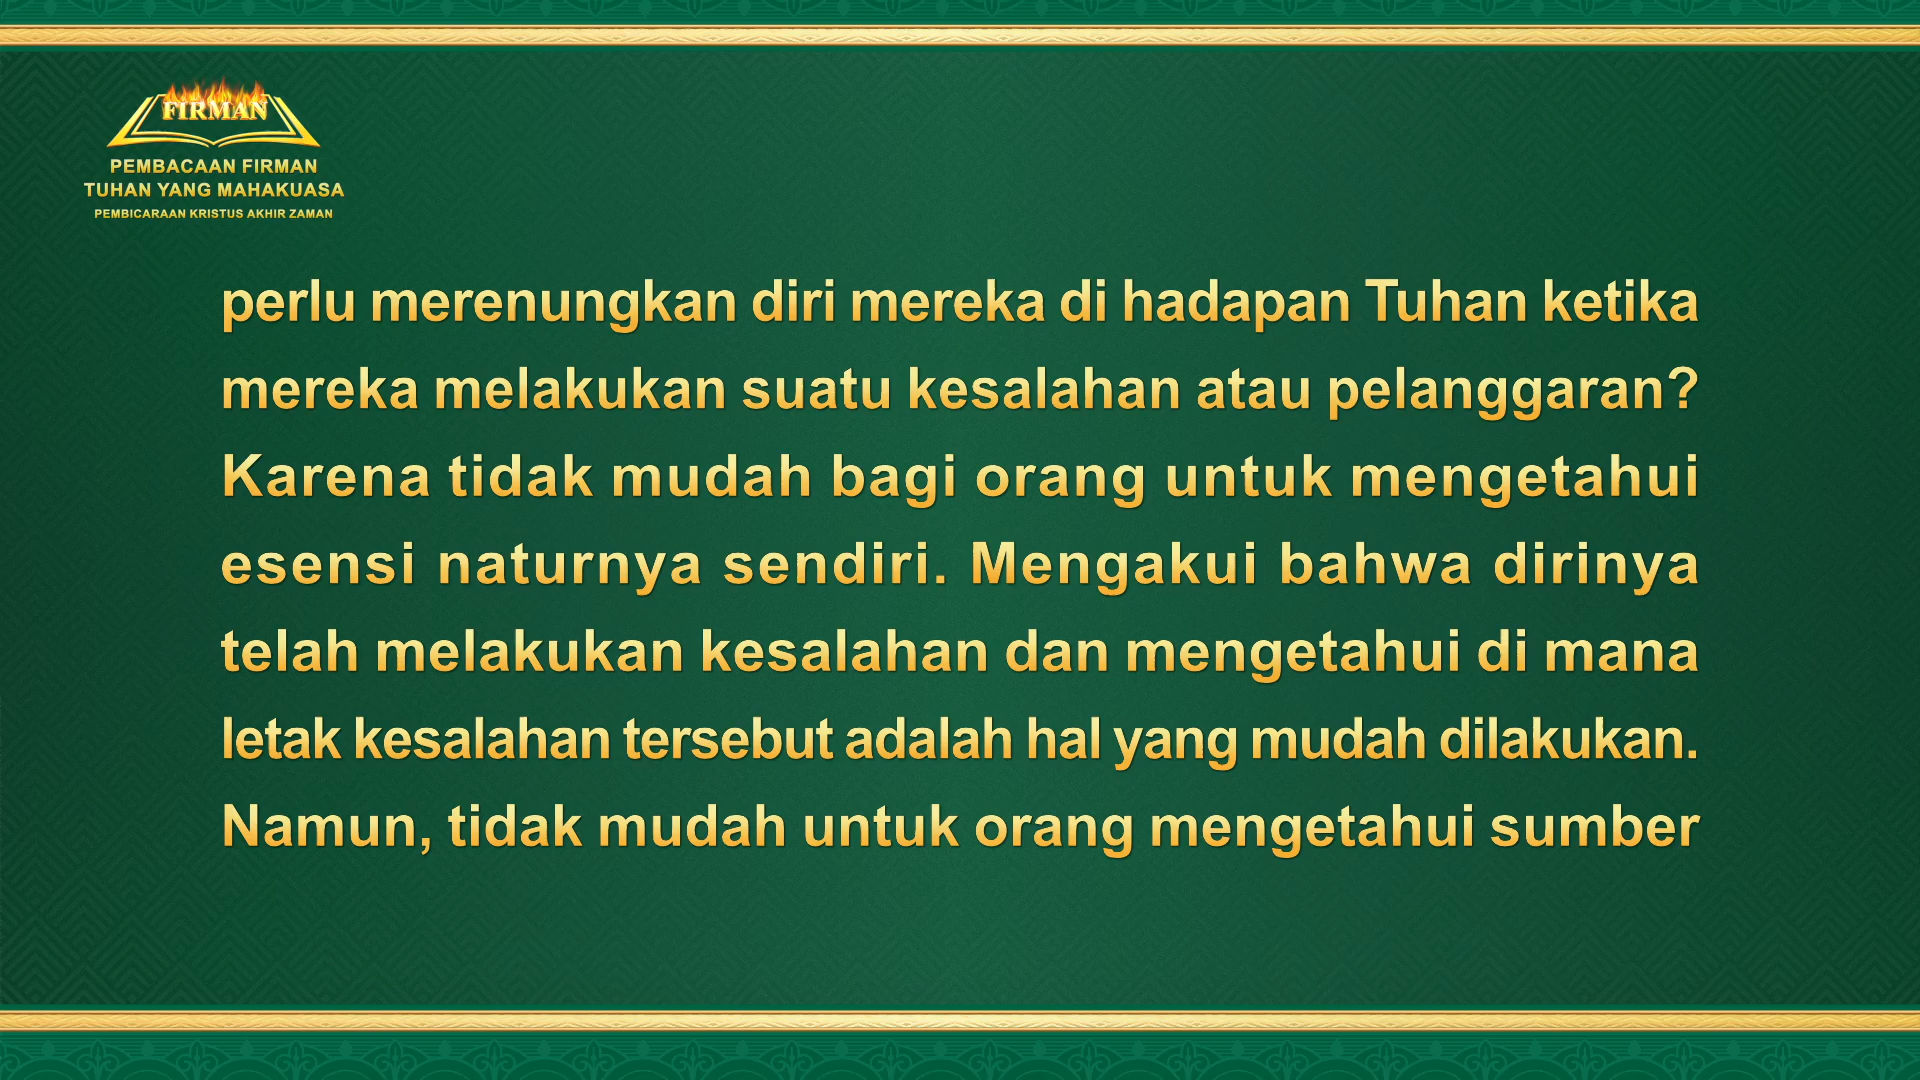 FIRMAN
PEMBACAAN FIRMAN
TUHAN YANG MAHAKUASA
PEMBICARAAN KRISTUS AKHIR ZAMAN
perlu merenungkan diri mereka di hadapan Tuhan ketika
mereka melakukan suatu kesalahan atau pelanggaran?
Karena tidak mudah bagi orang untuk mengetahui
esensi naturnya sendiri. Mengakui bahwa dirinya
telah melakukan kesalahan dan mengetahui di mana
letak kesalahan tersebut adalah hal yang mudah dilakukan.
Namun, tidak mudah untuk orang mengetahui sumber